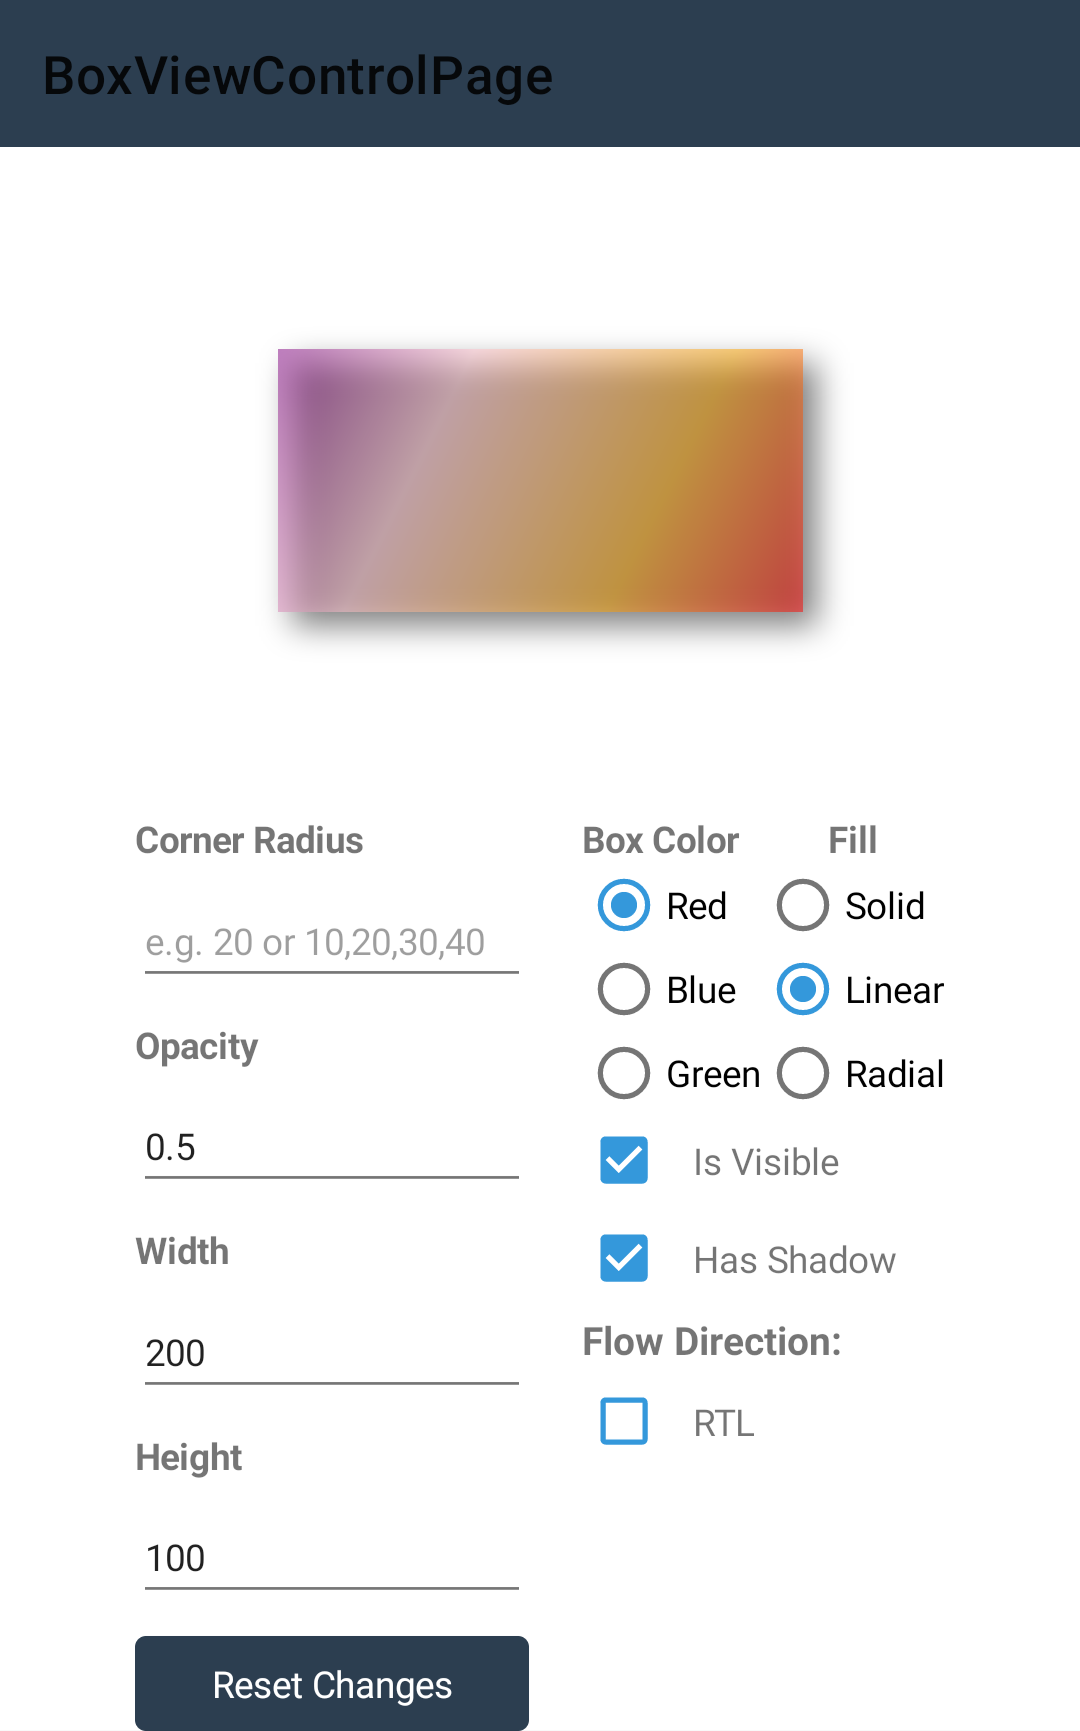 BoxViewControlPage
Corner Radius
e.g. 20 or 10,20,30,40
Opacity
0.5
Width
200
Height
100
Reset Changes
Box Color
Red
Blue
Green
Fill
Solid
Linear
Radial
Is Visible
Has Shadow
Flow Direction:
RTL